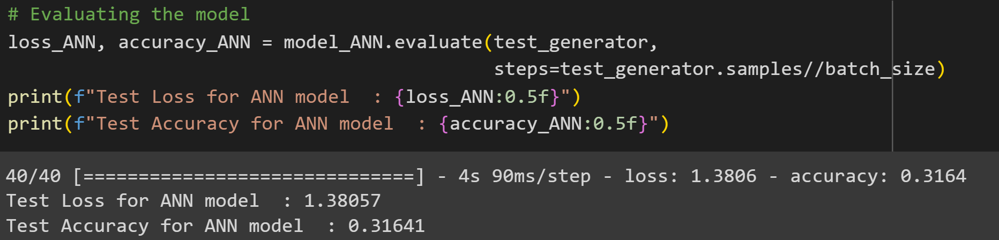 # Evaluating the model
loss_ANN, accuracy_ANN = model_ANN.evaluate(test_generator,
                                            steps=test_generator.samples//batch_size)
print(f"Test Loss for ANN model  : {loss_ANN:0.5f}")
print(f"Test Accuracy for ANN model  : {accuracy_ANN:0.5f}")
40/40 [==============================] - 4s 90ms/step - loss: 1.3806 - accuracy: 0.3164
Test Loss for ANN model  : 1.38057
Test Accuracy for ANN model  : 0.31641